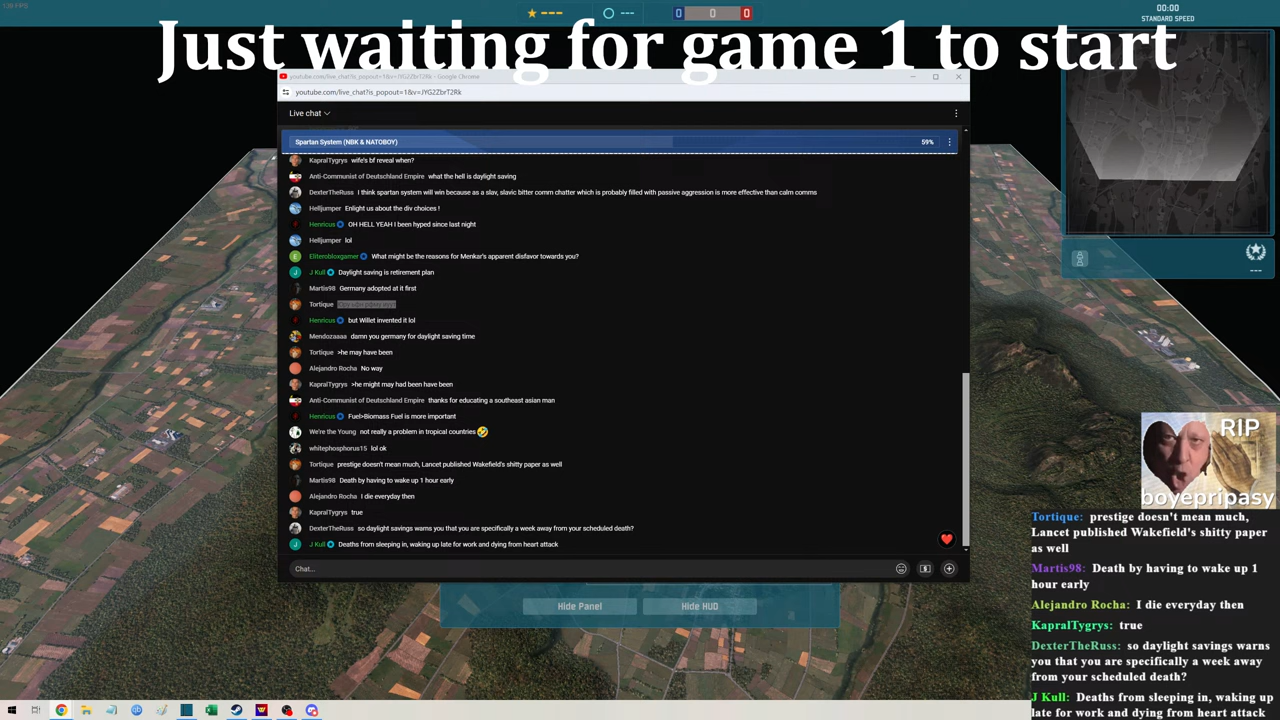 139 FPS
★ ---
---
0 0 0
00:00
STANDARD SPEED
Just waiting for game 1 to start
youtube.com/live_chat?is_popout=1&v=JYG2ZbrT2Rk - Google Chrome
youtube.com/live_chat?is_popout=1&v=JYG2ZbrT2Rk
Live chat
Spartan System (NBK & NATOBOY) 59%
KapralTygrys wife's bf reveal when?
Anti-Communist of Deutschland Empire what the hell is daylight saving
DexterTheRuss I think spartan system will win because as a slav, slavic bitter comm chatter which is probably filled with passive aggression is more effective than calm comms
Helljumper Enlight us about the div choices !
Henricus OH HELL YEAH I been hyped since last night
Helljumper lol
Eliterobloxgamer What might be the reasons for Menkar's apparent disfavor towards you?
J Kull Daylight saving is retirement plan
Martis98 Germany adopted at it first
Tortique
Henricus but Willet invented it lol
Mendozaaaa damn you germany for daylight saving time
Tortique >he may have been
Alejandro Rocha No way
KapralTygrys >he might may had been have been
Anti-Communist of Deutschland Empire thanks for educating a southeast asian man
Henricus Fuel>Biomass Fuel is more important
We're the Young not really a problem in tropical countries 🤣
whitephosphorus15 lol ok
Tortique prestige doesn't mean much, Lancet published Wakefield's shitty paper as well
Martis98 Death by having to wake up 1 hour early
Alejandro Rocha I die everyday then
KapralTygrys true
DexterTheRuss so daylight savings warns you that you are specifically a week away from your scheduled death?
J Kull Deaths from sleeping in, waking up late for work and dying from heart attack
Chat...
Hide Panel Hide HUD
---
RIP
boyepripasy
Tortique: prestige doesn't mean much,
Lancet published Wakefield's shitty paper
as well
Martis98: Death by having to wake up 1
hour early
Alejandro Rocha: I die everyday then
KapralTygrys: true
DexterTheRuss: so daylight savings warns
you that you are specifically a week away
from your scheduled death?
J Kull: Deaths from sleeping in, waking up
late for work and dying from heart attack